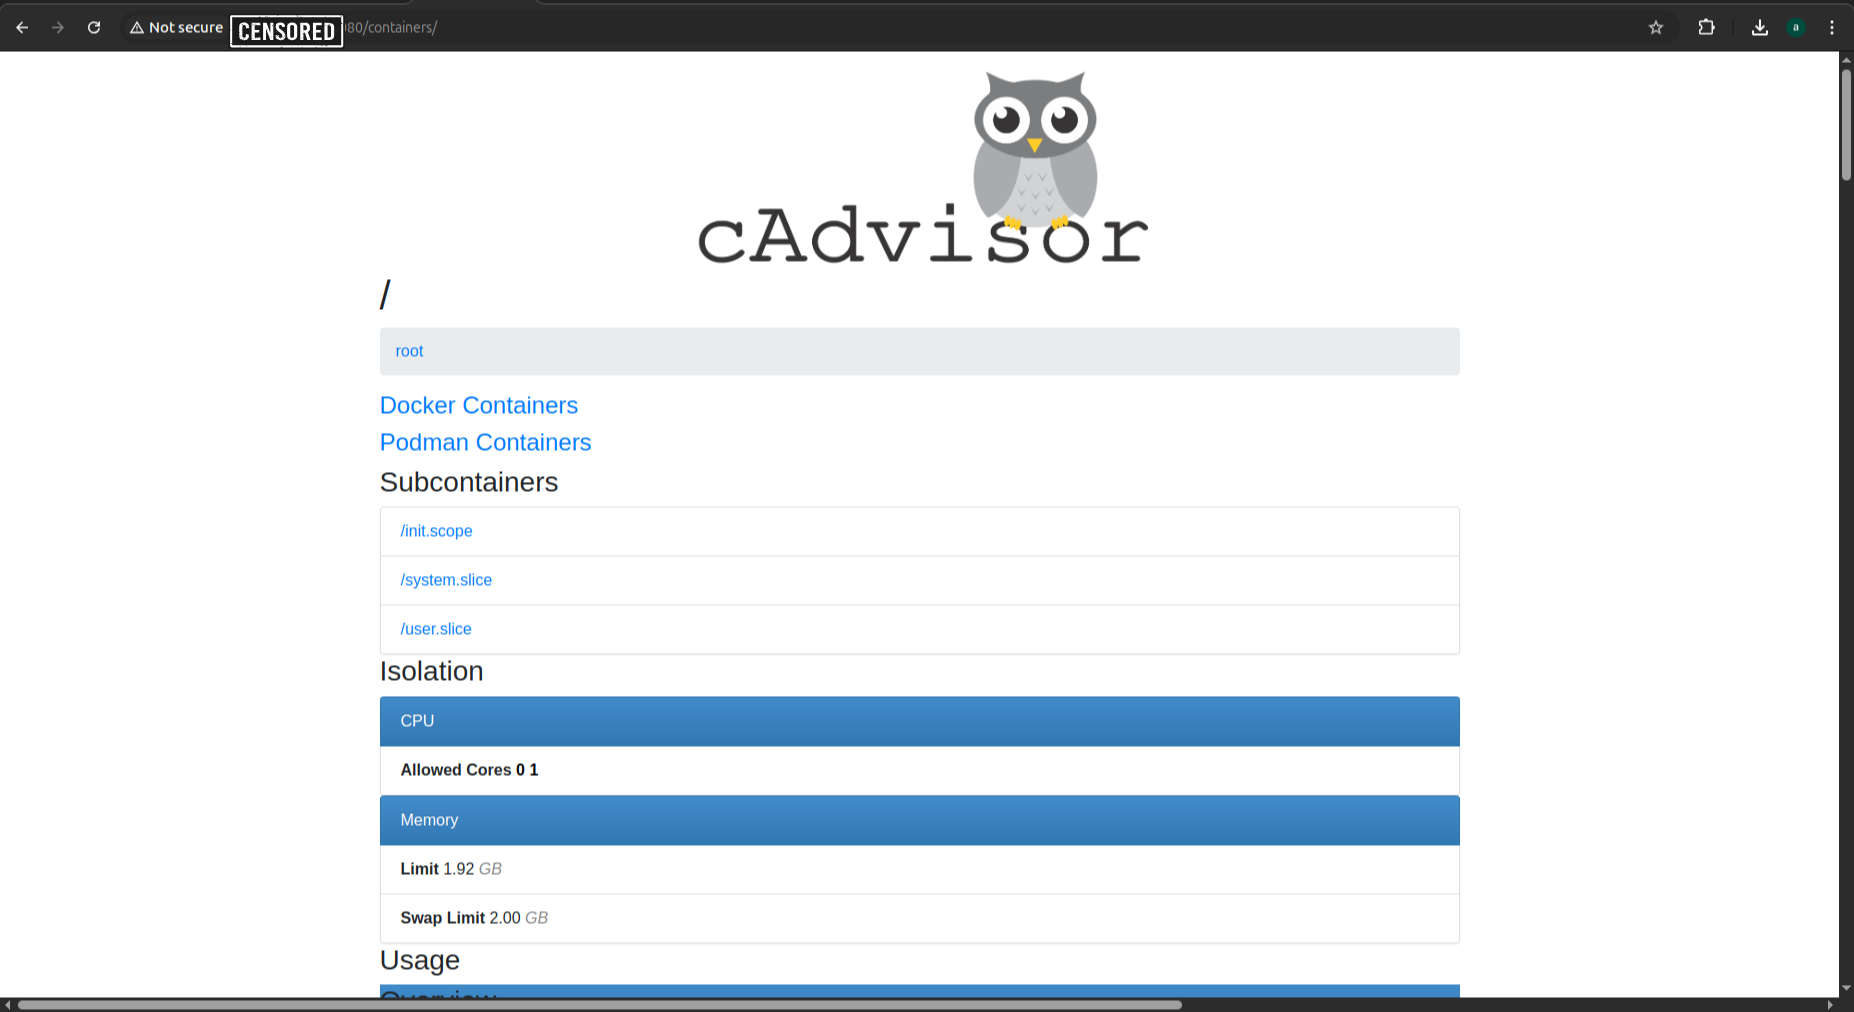 Not secure CENSORED 80/containers/
a
cAdvisor
/
root
Docker Containers
Podman Containers
Subcontainers
/init.scope
/system.slice
/user.slice
Isolation
CPU
Allowed Cores 0 1
Memory
Limit 1.92 GB
Swap Limit 2.00 GB
Usage
Overview